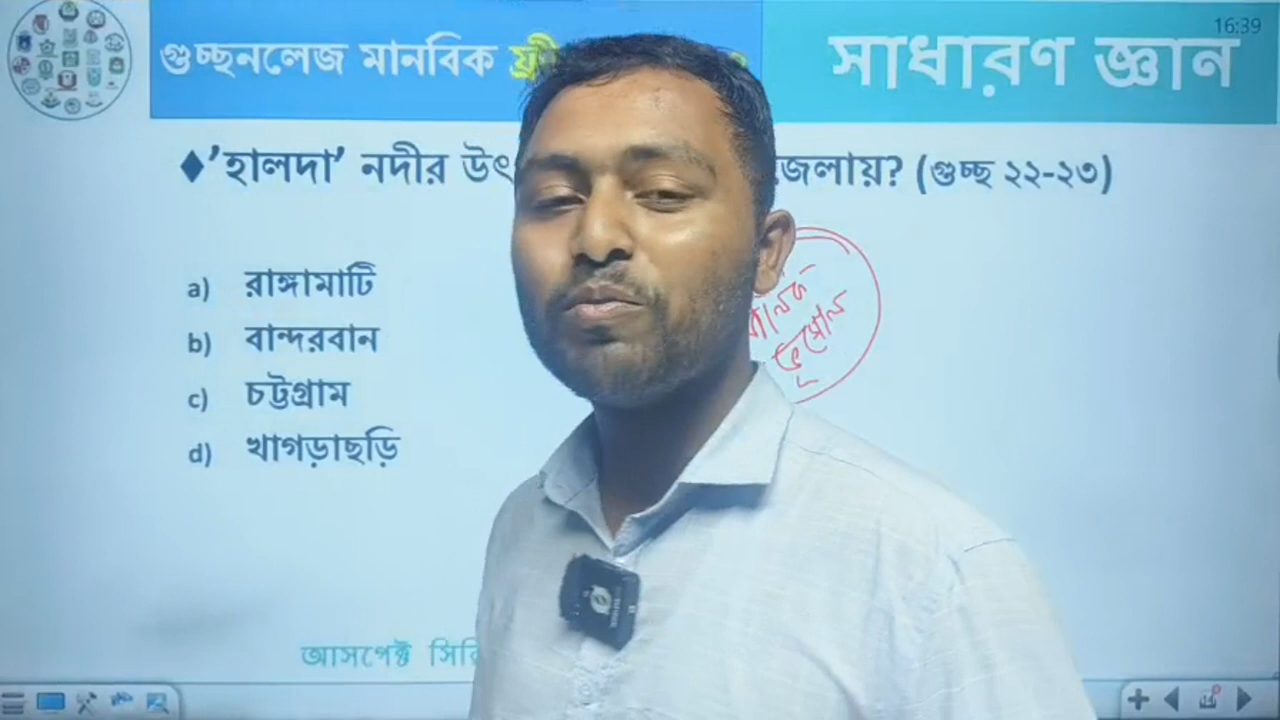 16:39
গুচ্ছনলেজ মানবিক ফ্রী
সাধারণ জ্ঞান
♦'হালদা' নদীর উৎ জেলায়? (গুচ্ছ ২২-২৩)
a) রাঙ্গামাটি
b) বান্দরবান
c) চট্টগ্রাম
d) খাগড়াছড়ি
ভূগোল
আসপেক্ট সিরি